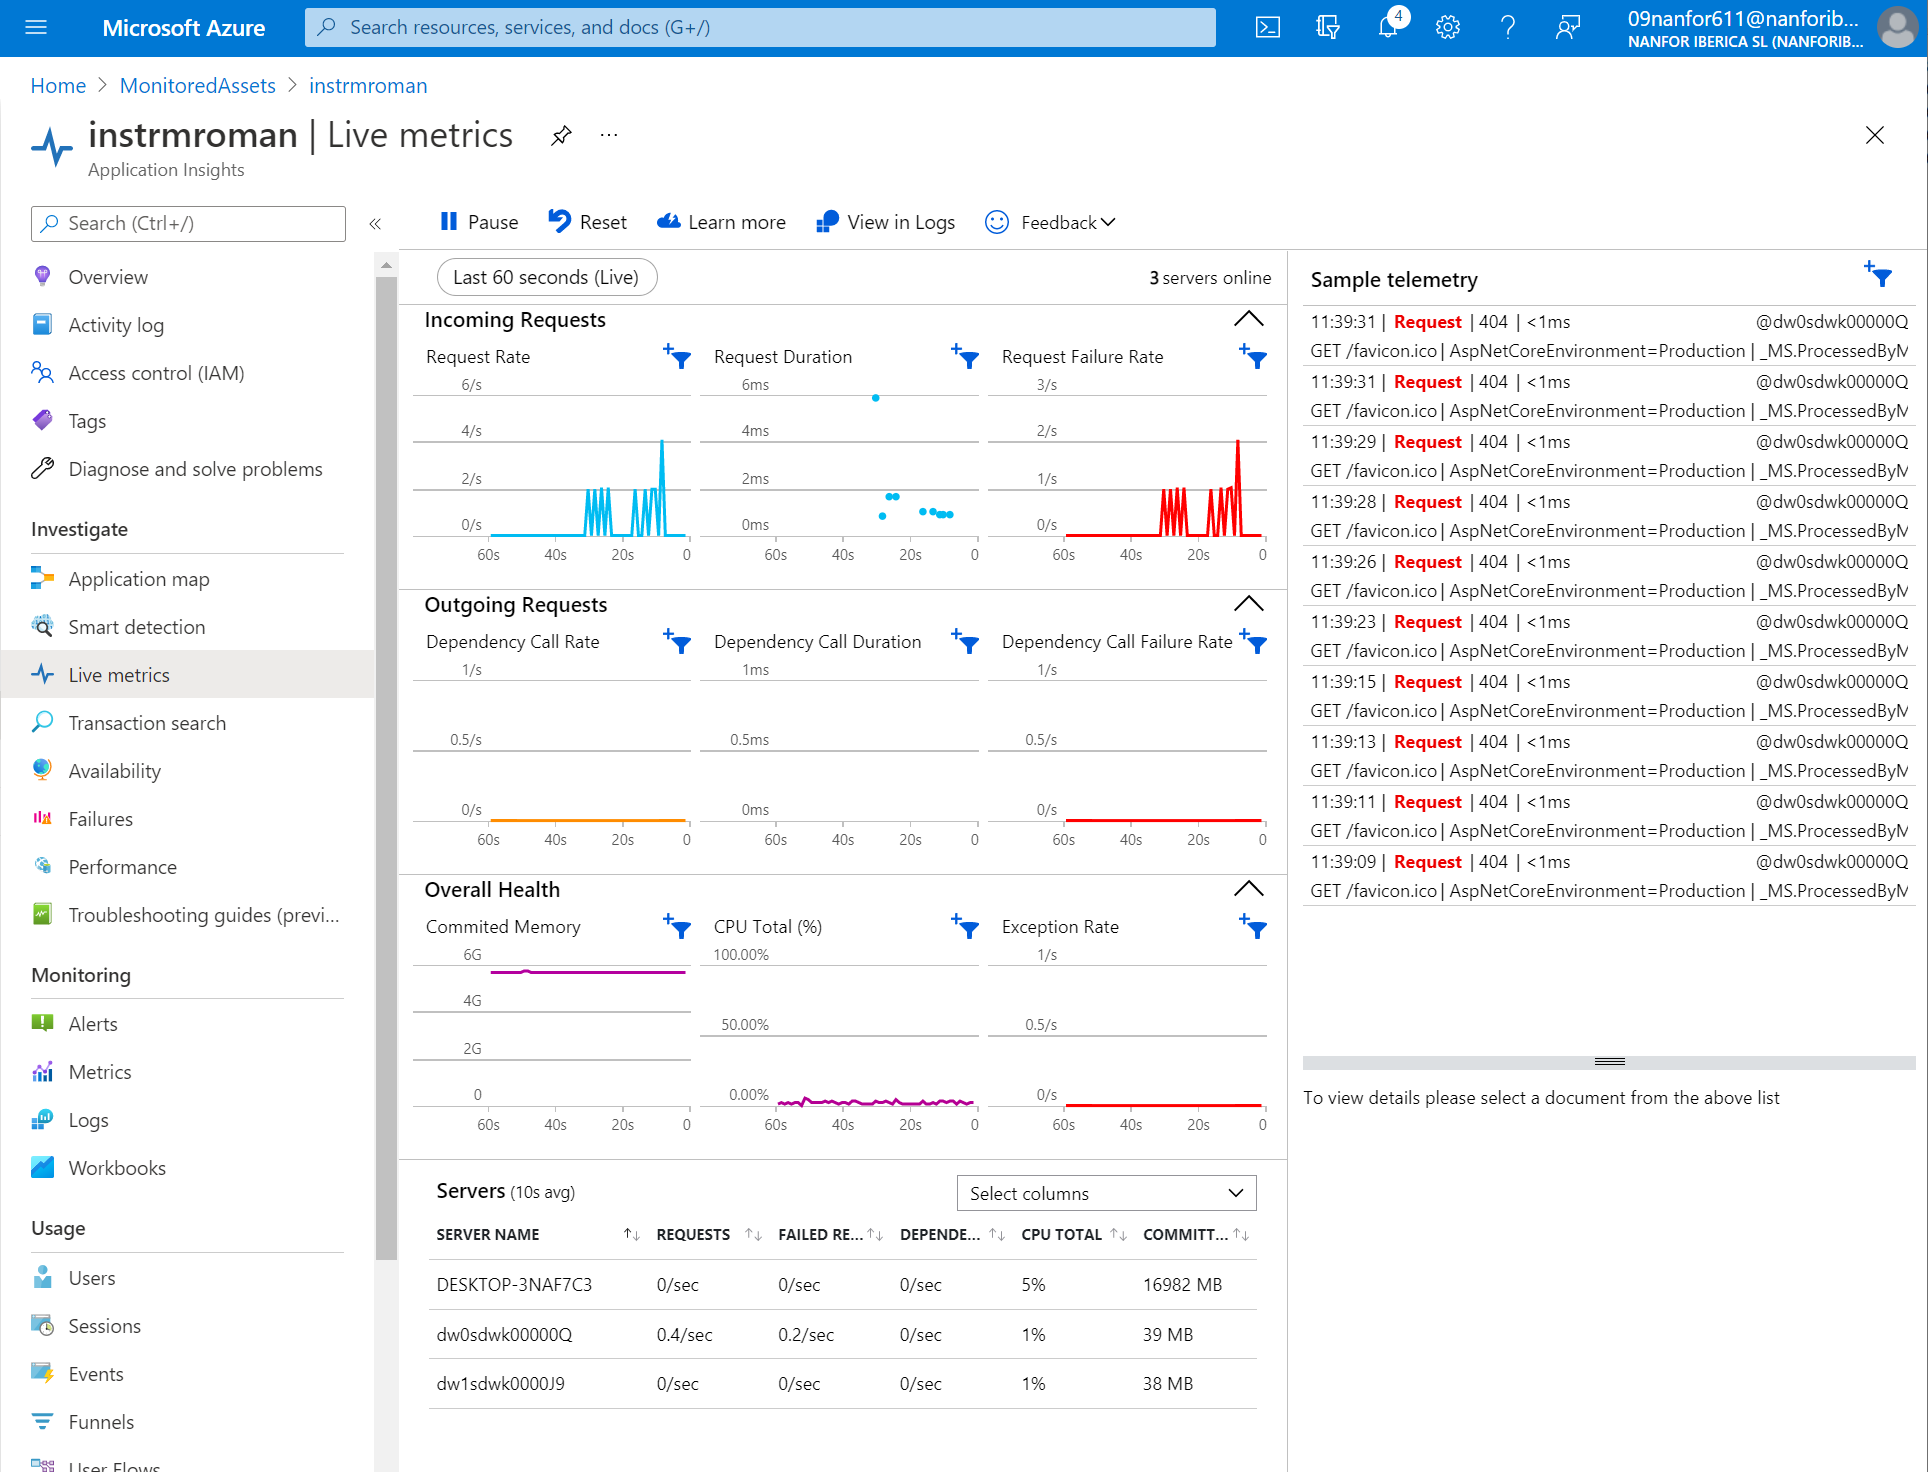 Microsoft Azure
Search resources, services, and docs (G+/)
4
09nanfor611@nanforib...
NANFOR IBERICA SL (NANFORIB...
Home > MonitoredAssets > instrmroman
instrmroman | Live metrics
Application Insights
Search (Ctrl+/)
Overview
Activity log
Access control (IAM)
Tags
Diagnose and solve problems
Investigate
Application map
Smart detection
Live metrics
Transaction search
Availability
Failures
Performance
Troubleshooting guides (previ...
Monitoring
Alerts
Metrics
Logs
Workbooks
Usage
Users
Sessions
Events
Funnels
User Flows
Pause Reset Learn more View in Logs Feedback
Last 60 seconds (Live)
3 servers online
Incoming Requests
Request Rate
6/s
4/s
2/s
0/s
60s 40s 20s 0
Request Duration
6ms
4ms
2ms
0ms
60s 40s 20s 0
Request Failure Rate
3/s
2/s
1/s
0/s
60s 40s 20s 0
Outgoing Requests
Dependency Call Rate
1/s
0.5/s
0/s
60s 40s 20s 0
Dependency Call Duration
1ms
0.5ms
0ms
60s 40s 20s 0
Dependency Call Failure Rate
1/s
0.5/s
0/s
60s 40s 20s 0
Overall Health
Commited Memory
6G
4G
2G
0
60s 40s 20s 0
CPU Total (%)
100.00%
50.00%
0.00%
60s 40s 20s 0
Exception Rate
1/s
0.5/s
0/s
60s 40s 20s 0
Servers (10s avg)
Select columns
SERVER NAME REQUESTS FAILED RE... DEPENDE... CPU TOTAL COMMITT...
DESKTOP-3NAF7C3 0/sec 0/sec 0/sec 5% 16982 MB
dw0sdwk00000Q 0.4/sec 0.2/sec 0/sec 1% 39 MB
dw1sdwk0000J9 0/sec 0/sec 0/sec 1% 38 MB
Sample telemetry
11:39:31 | Request | 404 | <1ms @dw0sdwk00000Q
GET /favicon.ico | AspNetCoreEnvironment=Production | _MS.ProcessedByM
11:39:31 | Request | 404 | <1ms @dw0sdwk00000Q
GET /favicon.ico | AspNetCoreEnvironment=Production | _MS.ProcessedByM
11:39:29 | Request | 404 | <1ms @dw0sdwk00000Q
GET /favicon.ico | AspNetCoreEnvironment=Production | _MS.ProcessedByM
11:39:28 | Request | 404 | <1ms @dw0sdwk00000Q
GET /favicon.ico | AspNetCoreEnvironment=Production | _MS.ProcessedByM
11:39:26 | Request | 404 | <1ms @dw0sdwk00000Q
GET /favicon.ico | AspNetCoreEnvironment=Production | _MS.ProcessedByM
11:39:23 | Request | 404 | <1ms @dw0sdwk00000Q
GET /favicon.ico | AspNetCoreEnvironment=Production | _MS.ProcessedByM
11:39:15 | Request | 404 | <1ms @dw0sdwk00000Q
GET /favicon.ico | AspNetCoreEnvironment=Production | _MS.ProcessedByM
11:39:13 | Request | 404 | <1ms @dw0sdwk00000Q
GET /favicon.ico | AspNetCoreEnvironment=Production | _MS.ProcessedByM
11:39:11 | Request | 404 | <1ms @dw0sdwk00000Q
GET /favicon.ico | AspNetCoreEnvironment=Production | _MS.ProcessedByM
11:39:09 | Request | 404 | <1ms @dw0sdwk00000Q
GET /favicon.ico | AspNetCoreEnvironment=Production | _MS.ProcessedByM
To view details please select a document from the above list